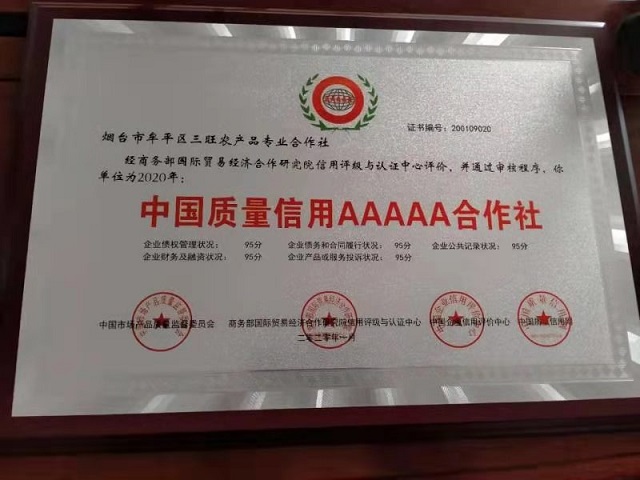 证书编号：200109020
烟台市牟平区三旺农产品专业合作社
经商务部国际贸易经济合作研究院信用评级与认证中心评价，并通过审核程序，你
单位为2020年：
中国质量信用AAAAA合作社
企业债权管理状况： 95分 企业债务和合同履行状况： 95分 企业公共记录状况： 95分
企业财务及融资状况： 95分 企业产品或服务投诉状况： 95分
中国市场产品质量监督委员会 商务部国际贸易经济合作研究院信用评级与认证中心 中国企业信用评价中心
二零二零年一月